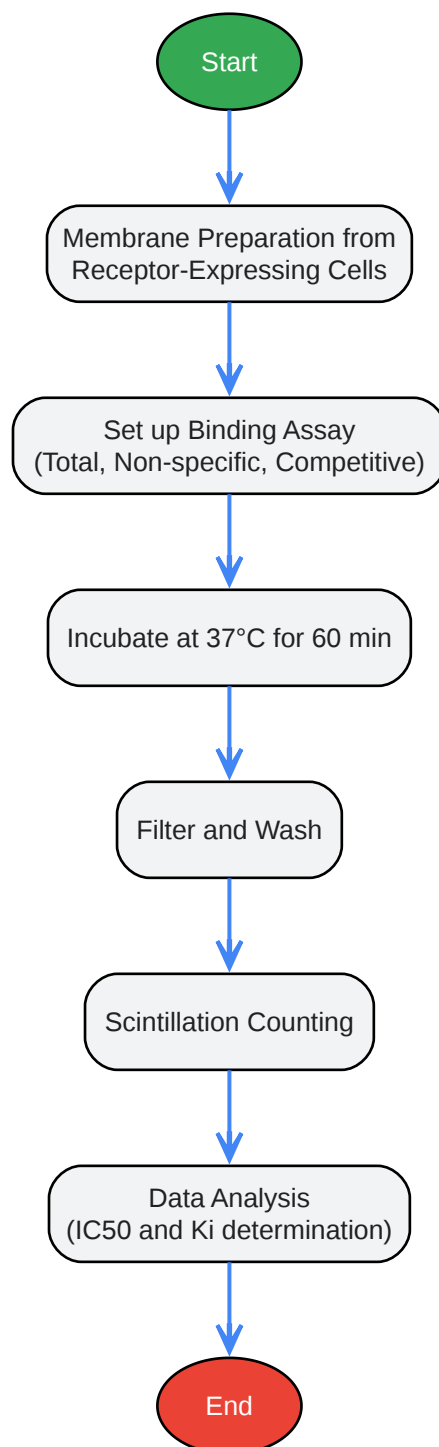 Start
Membrane Preparation from
Receptor-Expressing Cells
Set up Binding Assay
(Total, Non-specific, Competitive)
Incubate at 37°C for 60 min
Filter and Wash
Scintillation Counting
Data Analysis
(IC50 and Ki determination)
End